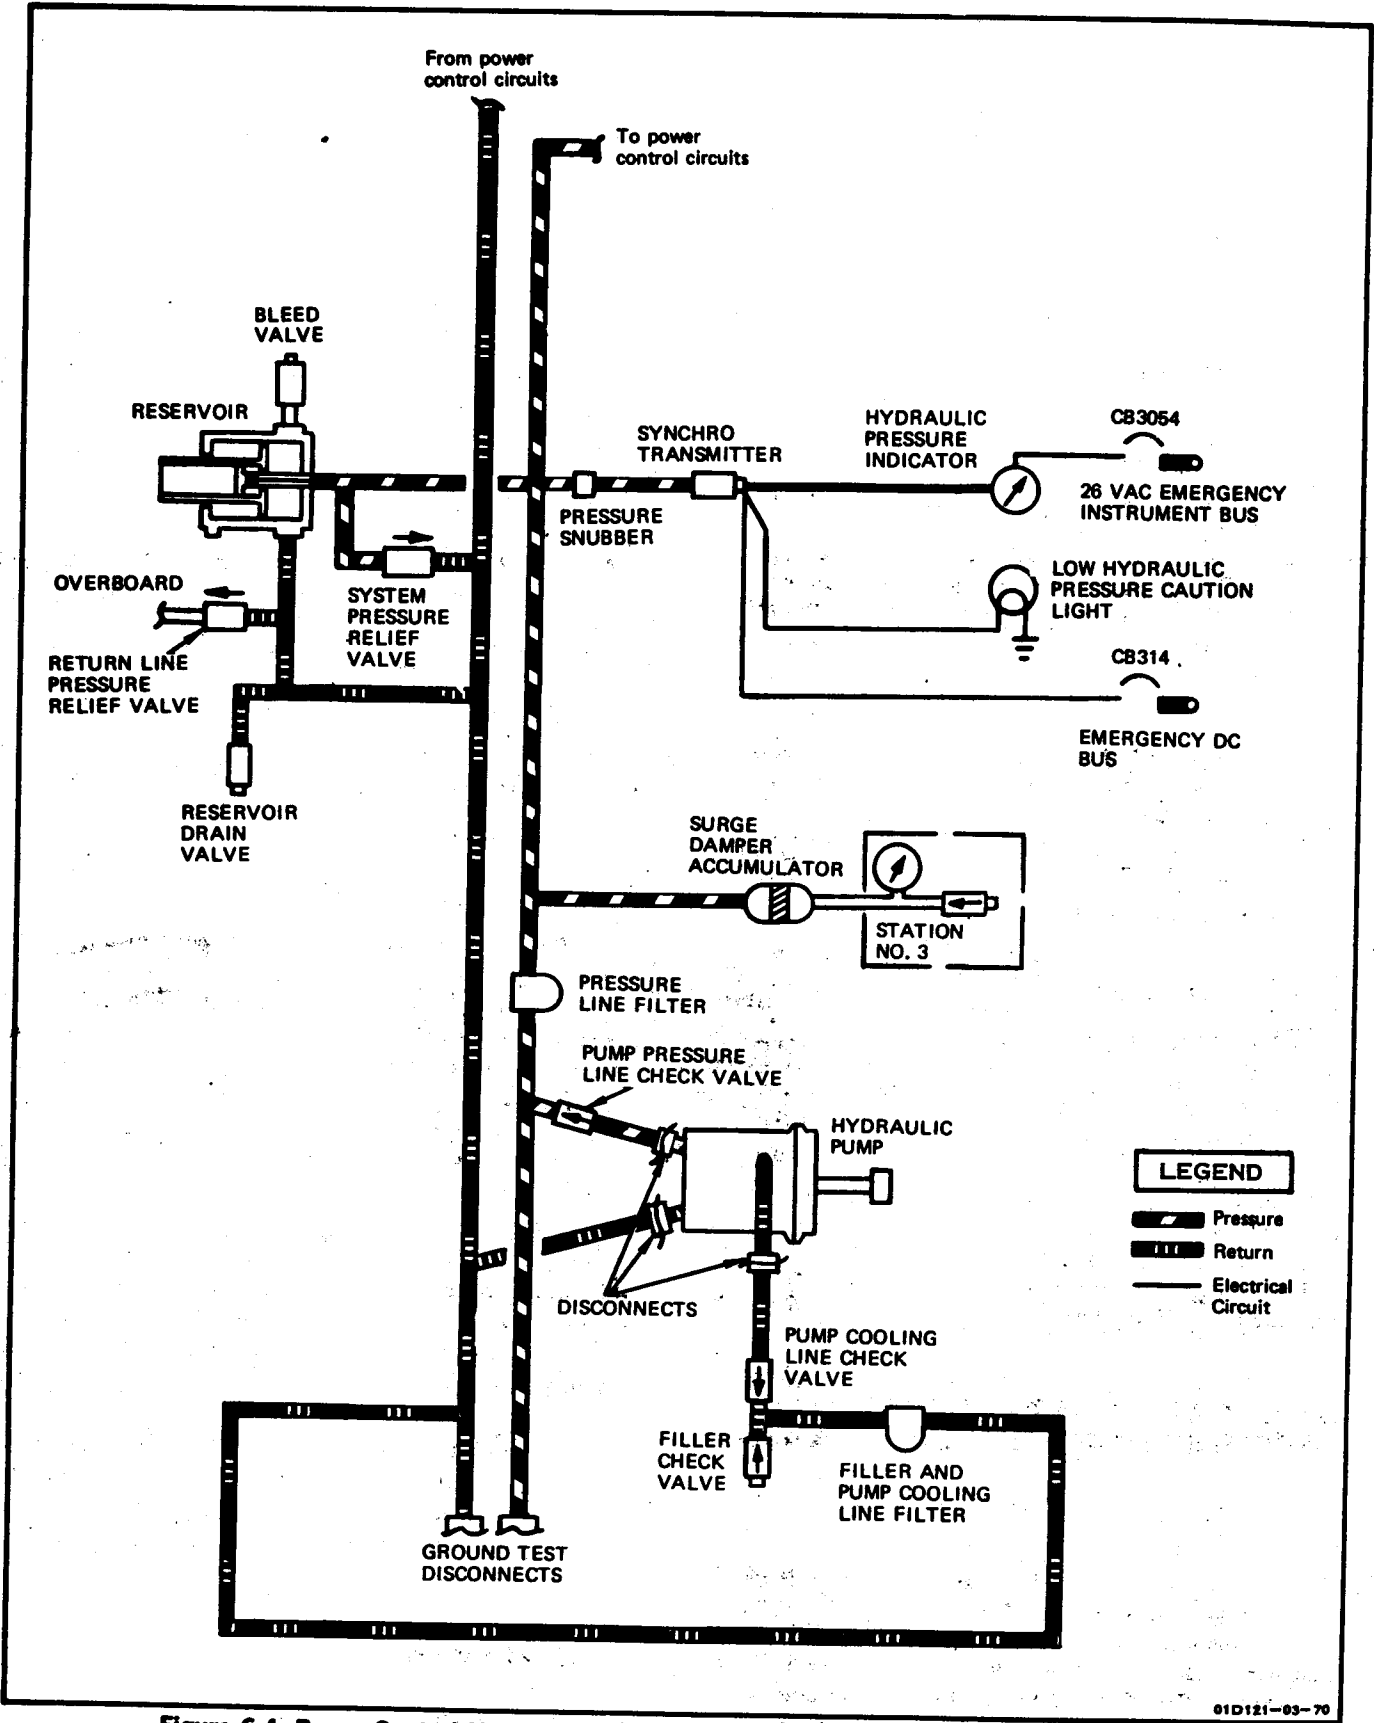 From power
control circuits
To power
control circuits
BLEED
VALVE
RESERVOIR
SYNCHRO
TRANSMITTER
HYDRAULIC
PRESSURE
INDICATOR
CB3054
26 VAC EMERGENCY
INSTRUMENT BUS
PRESSURE
SNUBBER
OVERBOARD
SYSTEM
PRESSURE
RELIEF
VALVE
LOW HYDRAULIC
PRESSURE CAUTION
LIGHT
RETURN LINE
PRESSURE
RELIEF VALVE
CB314
EMERGENCY DC
BUS
RESERVOIR
DRAIN
VALVE
SURGE
DAMPER
ACCUMULATOR
STATION
NO. 3
PRESSURE
LINE FILTER
PUMP PRESSURE
LINE CHECK VALVE
HYDRAULIC
PUMP
LEGEND
Pressure
Return
Electrical
Circuit
DISCONNECTS
PUMP COOLING
LINE CHECK
VALVE
FILLER
CHECK
VALVE
FILLER AND
PUMP COOLING
LINE FILTER
GROUND TEST
DISCONNECTS
01D121-03-70